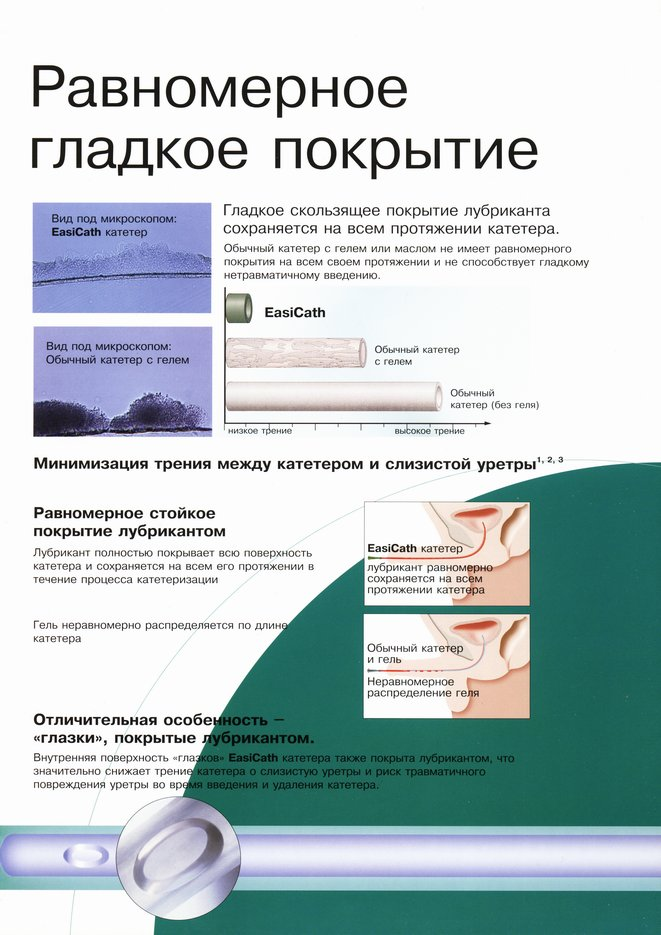 Равномерное
гладкое покрытие
Вид под микроскопом:
EasiCath катетер
Гладкое скользящее покрытие лубриканта
сохраняется на всем протяжении катетера.
Обычный катетер с гелем или маслом не имеет равномерного
покрытия на всем своем протяжении и не способствует гладкому
нетравматичному введению.
Вид под микроскопом:
Обычный катетер с гелем
EasiCath
Обычный катетер
с гелем
Обычный
катетер (без геля)
низкое трение
высокое трение
Минимизация трения между катетером и слизистой уретры1, 2, 3
Равномерное стойкое
покрытие лубрикантом
Лубрикант полностью покрывает всю поверхность
катетера и сохраняется на всем его протяжении в
течение процесса катетеризации
EasiCath катетер
лубрикант равномерно
сохраняется на всем
протяжении катетера
Гель неравномерно распределяется по длине
катетера
Обычный катетер
и гель
Неравномерное
распределение геля
Отличительная особенность –
«глазки», покрытые лубрикантом.
Внутренняя поверхность «глазков» EasiCath катетера также покрыта лубрикантом, что
значительно снижает трение катетера о слизистую уретры и риск травматичного
повреждения уретры во время введения и удаления катетера.